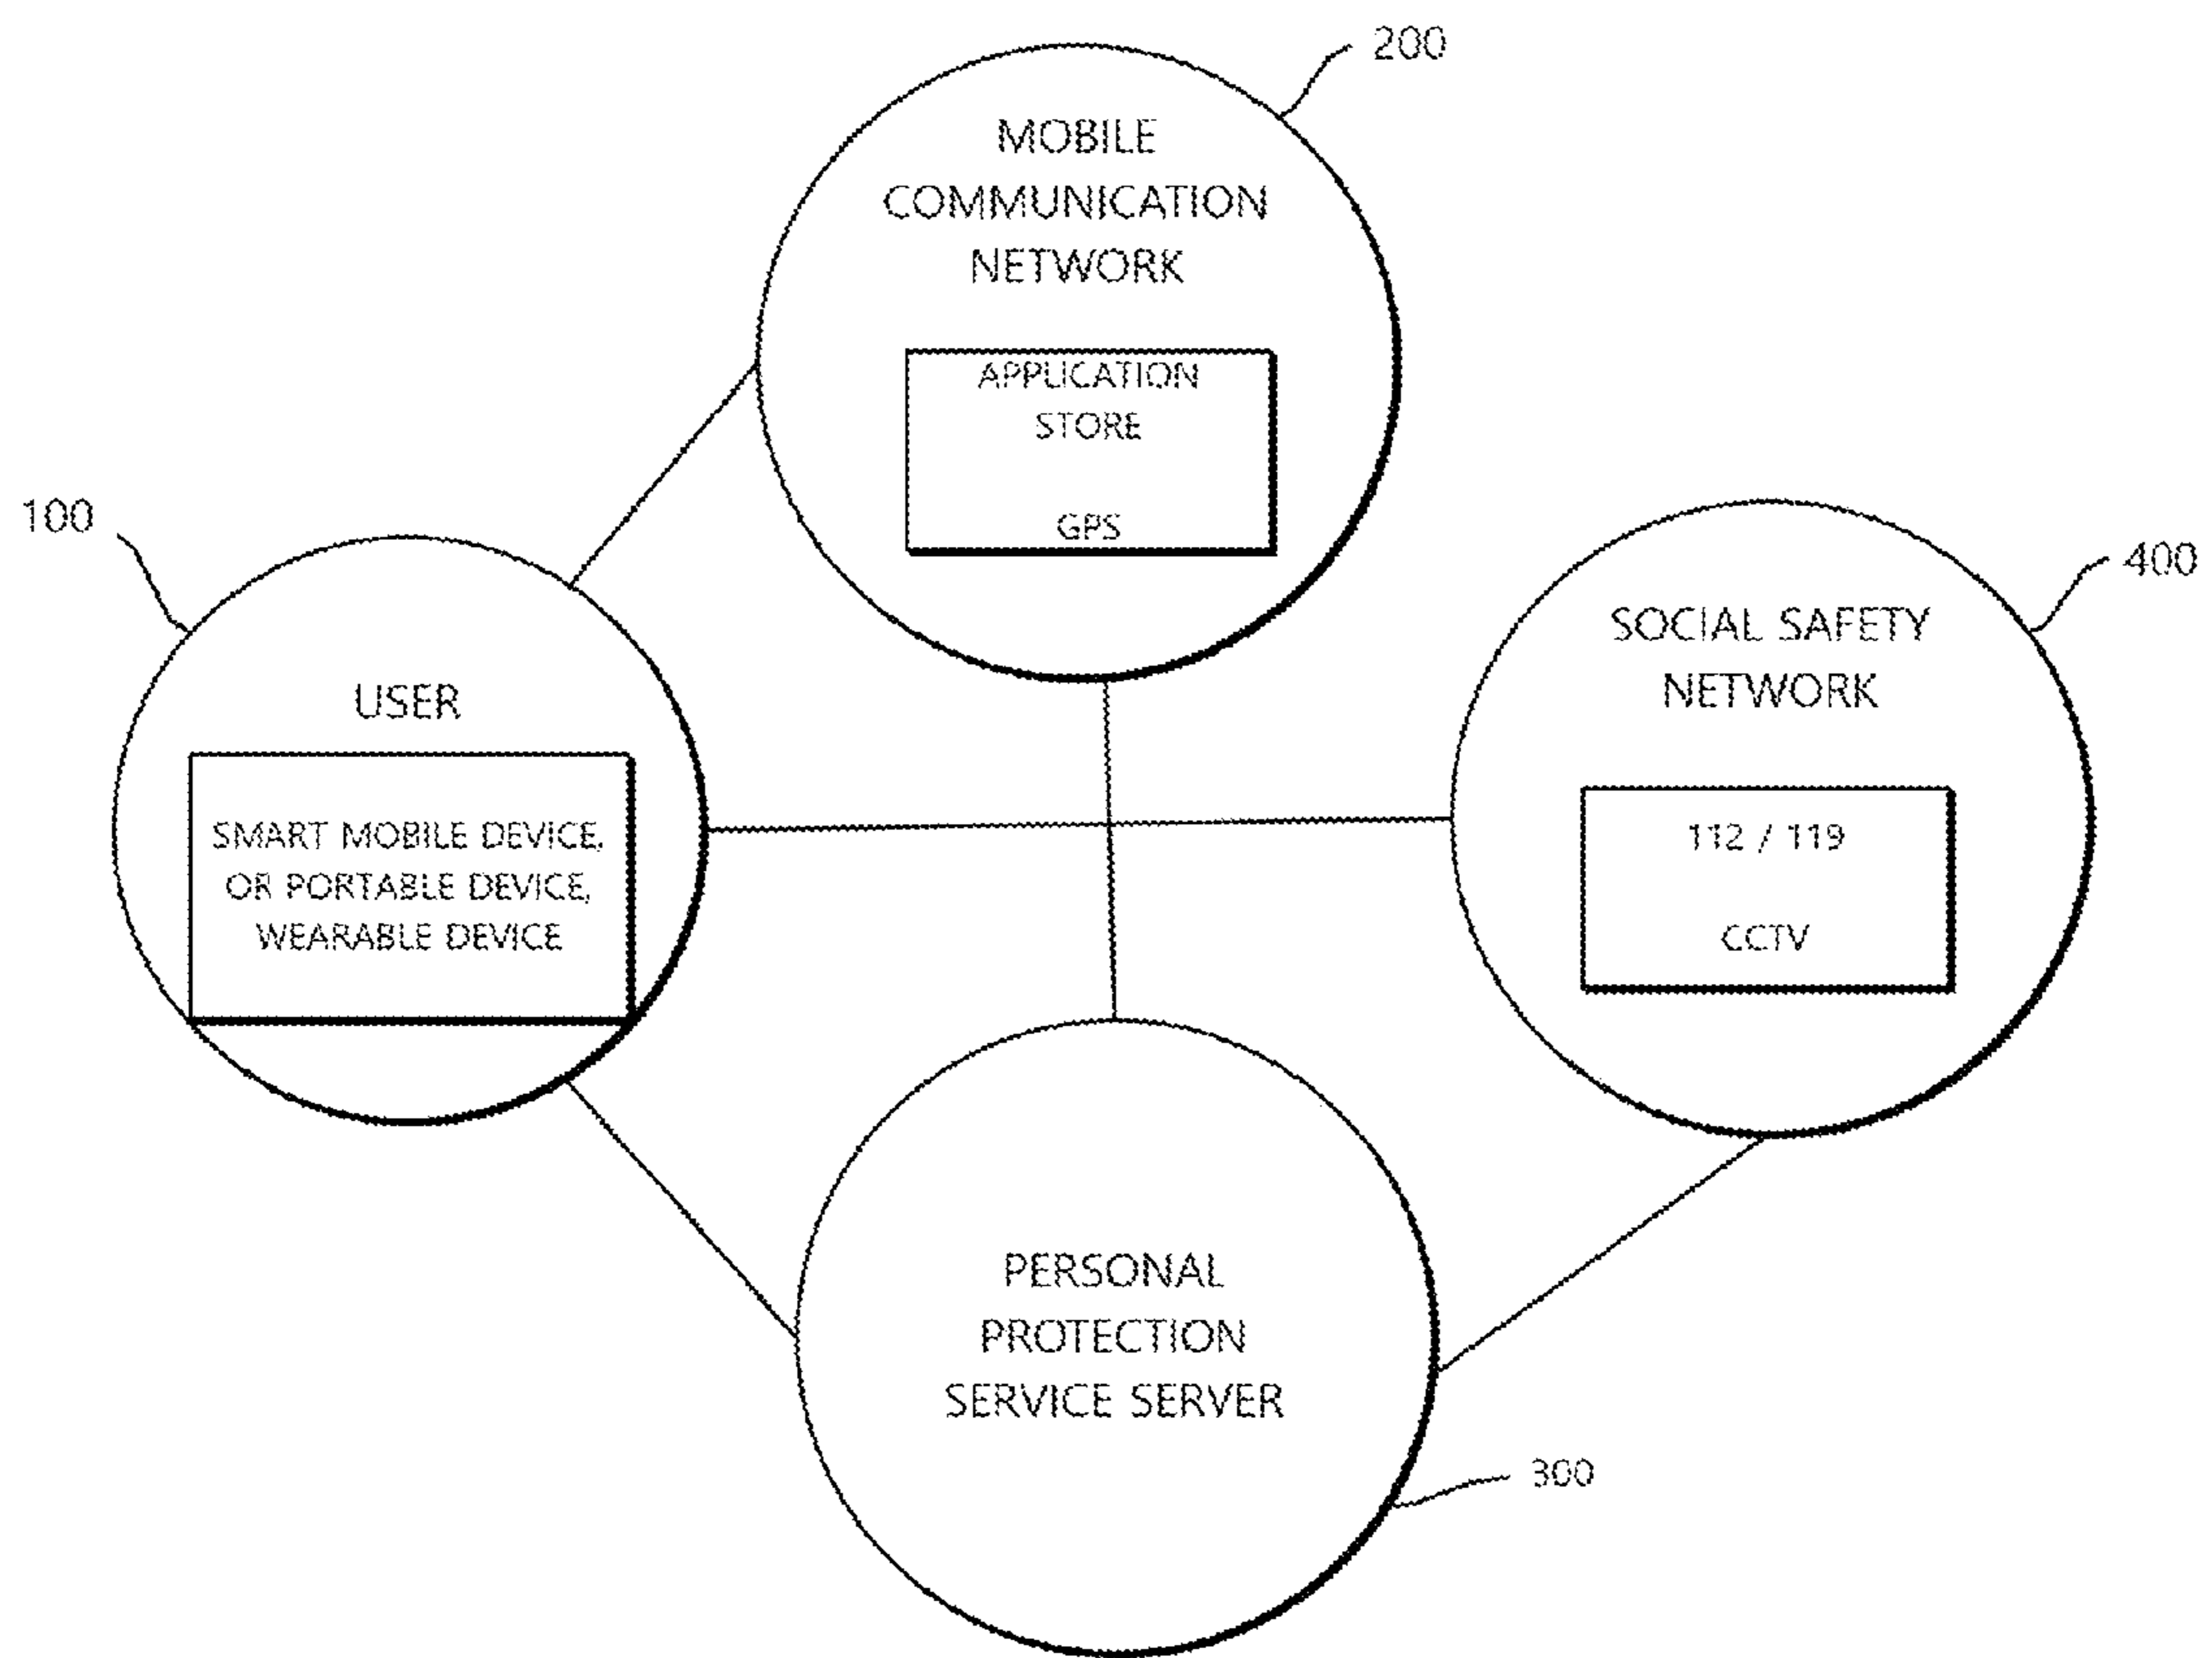 200
MOBILE
COMMUNICATION
NETWORK
APPLICATION
STORE
GPS
100
USER
SMART MOBILE DEVICE,
OR PORTABLE DEVICE,
WEARABLE DEVICE
400
SOCIAL SAFETY
NETWORK
112 / 119
CCTV
PERSONAL
PROTECTION
SERVICE SERVER
300